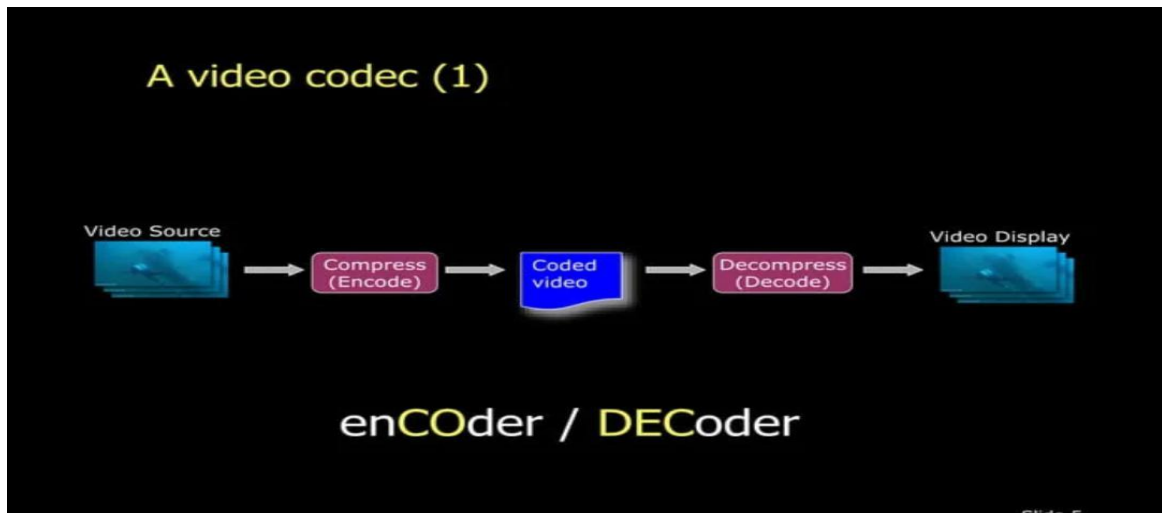 A video codec (1)
Video Source
Compress
(Encode)
Coded
video
Decompress
(Decode)
Video Display
enCOder / DECoder